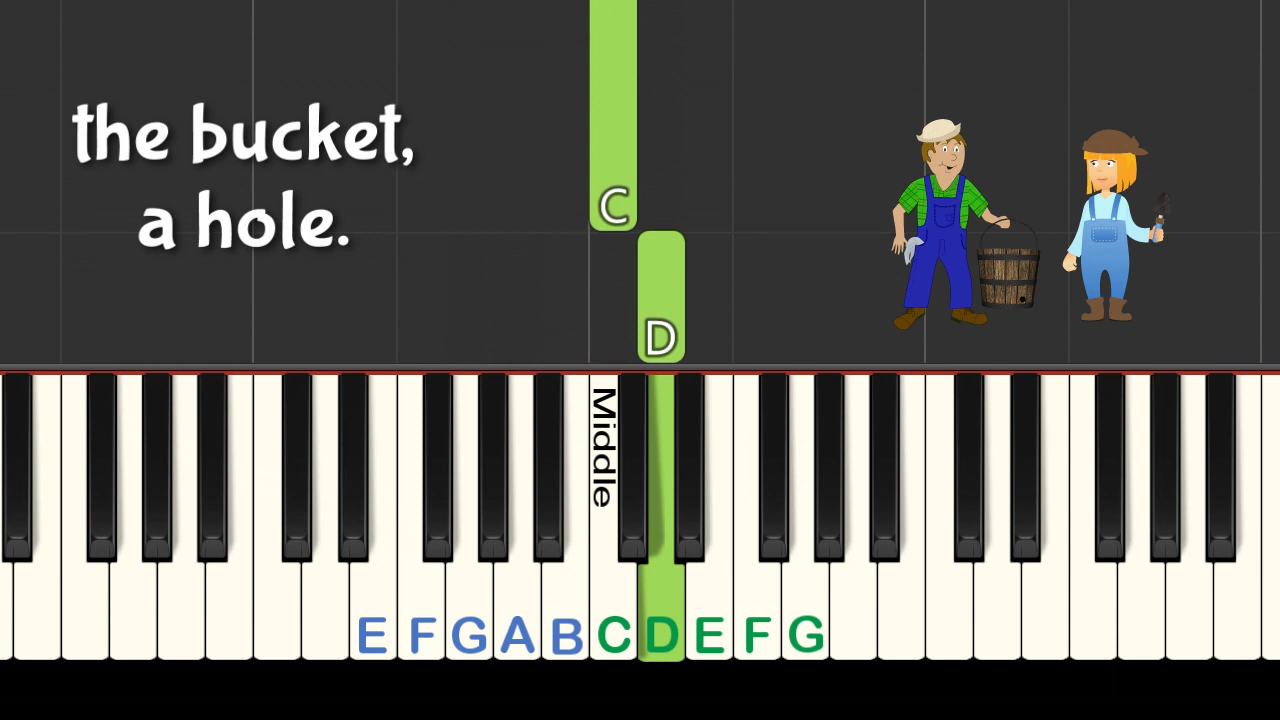 the bucket,
a hole.
C
D
Middle
E F G A B C D E F G